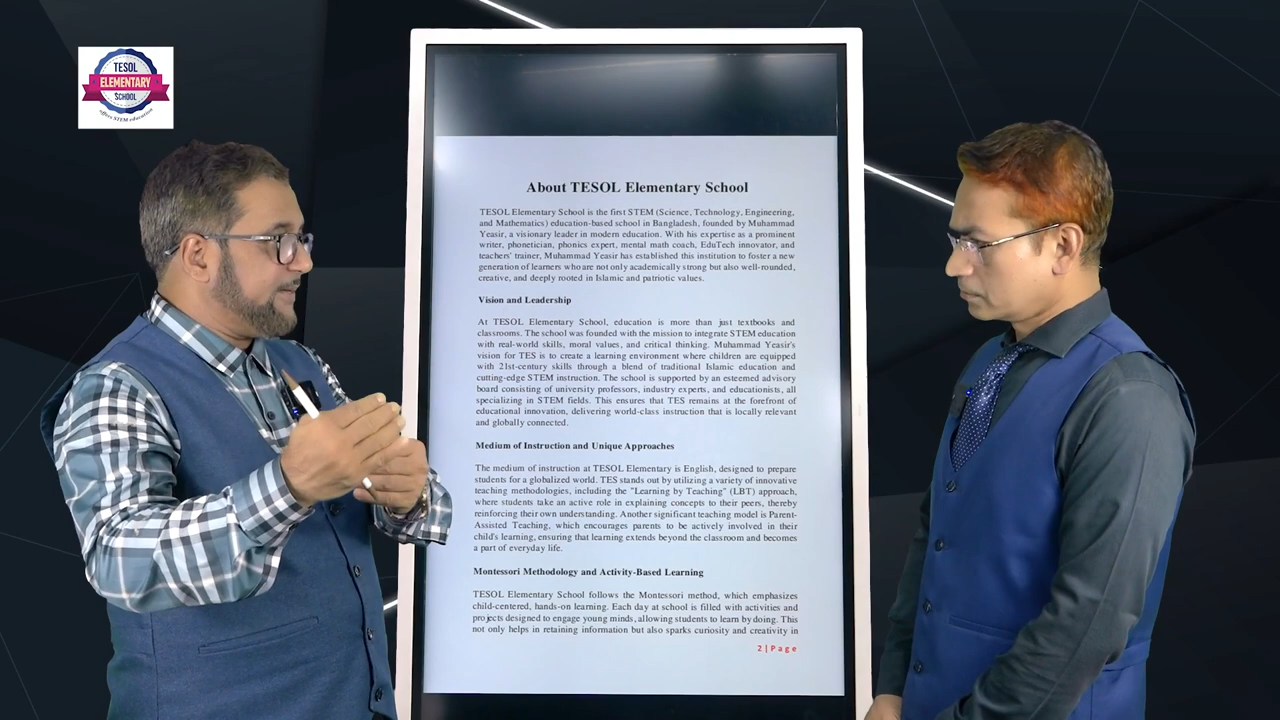 TESOL
ELEMENTARY
SCHOOL
offers STEM education
About TESOL Elementary School
TESOL Elementary School is the first STEM (Science, Technology, Engineering,
and Mathematics) education-based school in Bangladesh, founded by Muhammad
Yeasir, a visionary leader in modern education. With his expertise as a prominent
writer, phonetician, phonics expert, mental math coach, EduTech innovator, and
teachers' trainer, Muhammad Yeasir has established this institution to foster a new
generation of learners who are not only academically strong but also well-rounded,
creative, and deeply rooted in Islamic and patriotic values.
Vision and Leadership
At TESOL Elementary School, education is more than just textbooks and
classrooms. The school was founded with the mission to integrate STEM education
with real-world skills, moral values, and critical thinking. Muhammad Yeasir's
vision for TES is to create a learning environment where children are equipped
with 21st-century skills through a blend of traditional Islamic education and
cutting-edge STEM instruction. The school is supported by an esteemed advisory
board consisting of university professors, industry experts, and educationists, all
specializing in STEM fields. This ensures that TES remains at the forefront of
educational innovation, delivering world-class instruction that is locally relevant
and globally connected.
Medium of Instruction and Unique Approaches
The medium of instruction at TESOL Elementary is English, designed to prepare
students for a globalized world. TES stands out by utilizing a variety of innovative
teaching methodologies, including the "Learning by Teaching" (LBT) approach,
where students take an active role in explaining concepts to their peers, thereby
reinforcing their own understanding. Another significant teaching model is Parent-
Assisted Teaching, which encourages parents to be actively involved in their
child's learning, ensuring that learning extends beyond the classroom and becomes
a part of everyday life.
Montessori Methodology and Activity-Based Learning
TESOL Elementary School follows the Montessori method, which emphasizes
child-centered, hands-on learning. Each day at school is filled with activities and
projects designed to engage young minds, allowing students to learn by doing. This
not only helps in retaining information but also sparks curiosity and creativity in
2 | Page